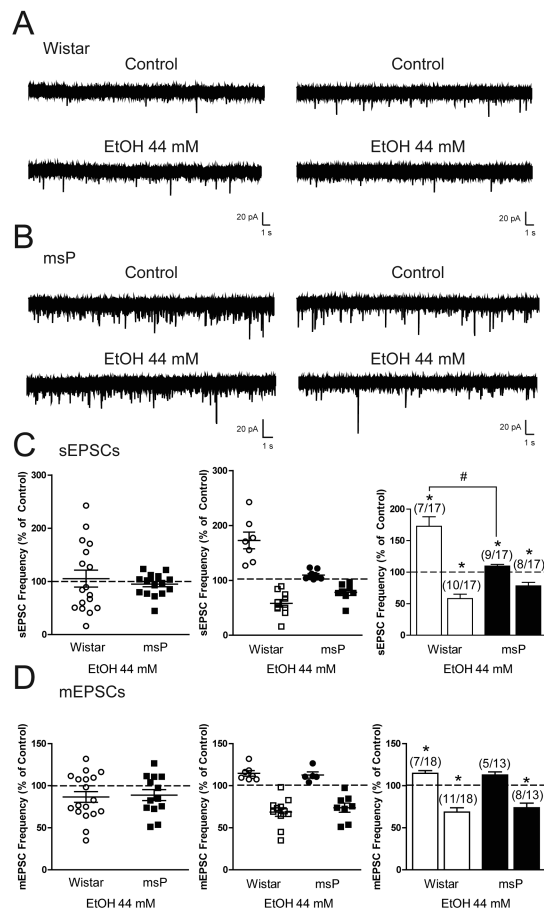 A
Wistar
Control
Control
EtOH 44 mM
EtOH 44 mM
20 pA
1 s
20 pA
1 s
B
msP
Control
Control
EtOH 44 mM
EtOH 44 mM
20 pA
1 s
20 pA
1 s
C
sEPSCs
sEPSC Frequency (% of Control)
300
200
100
0
Wistar
msP
EtOH 44 mM
sEPSC Frequency (% of Control)
300
200
100
0
Wistar
msP
EtOH 44 mM
sEPSC Frequency (% of Control)
200
150
100
50
0
#
*
(7/17)
*
(10/17)
*
(9/17)
*
(8/17)
Wistar
msP
EtOH 44 mM
D
mEPSCs
mEPSC Frequency (% of Control)
150
100
50
0
Wistar
msP
EtOH 44 mM
mEPSC Frequency (% of Control)
150
100
50
0
Wistar
msP
EtOH 44 mM
mEPSC Frequency (% of Control)
150
100
50
0
*
(7/18)
*
(11/18)
(5/13)
*
(8/13)
Wistar
msP
EtOH 44 mM